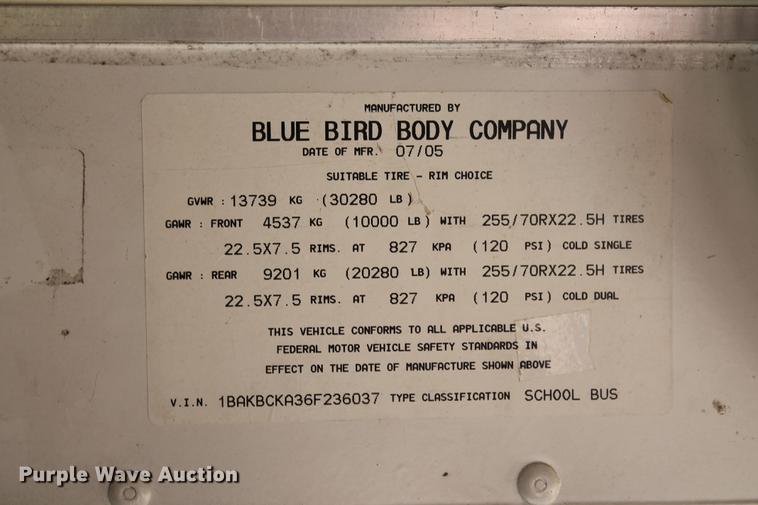 MANUFACTURED BY
BLUE BIRD BODY COMPANY
DATE OF MFR. 07/05
SUITABLE TIRE - RIM CHOICE
GVWR : 13739 KG (30280 LB)
GAWR : FRONT 4537 KG (10000 LB) WITH 255/70RX22.5H TIRES
22.5X7.5 RIMS. AT 827 KPA (120 PSI) COLD SINGLE
GAWR : REAR 9201 KG (20280 LB) WITH 255/70RX22.5H TIRES
22.5X7.5 RIMS. AT 827 KPA (120 PSI) COLD DUAL
THIS VEHICLE CONFORMS TO ALL APPLICABLE U.S.
FEDERAL MOTOR VEHICLE SAFETY STANDARDS IN
EFFECT ON THE DATE OF MANUFACTURE SHOWN ABOVE
V.I.N. 1BAKBCKA36F236037 TYPE CLASSIFICATION SCHOOL BUS
Purple Wave Auction